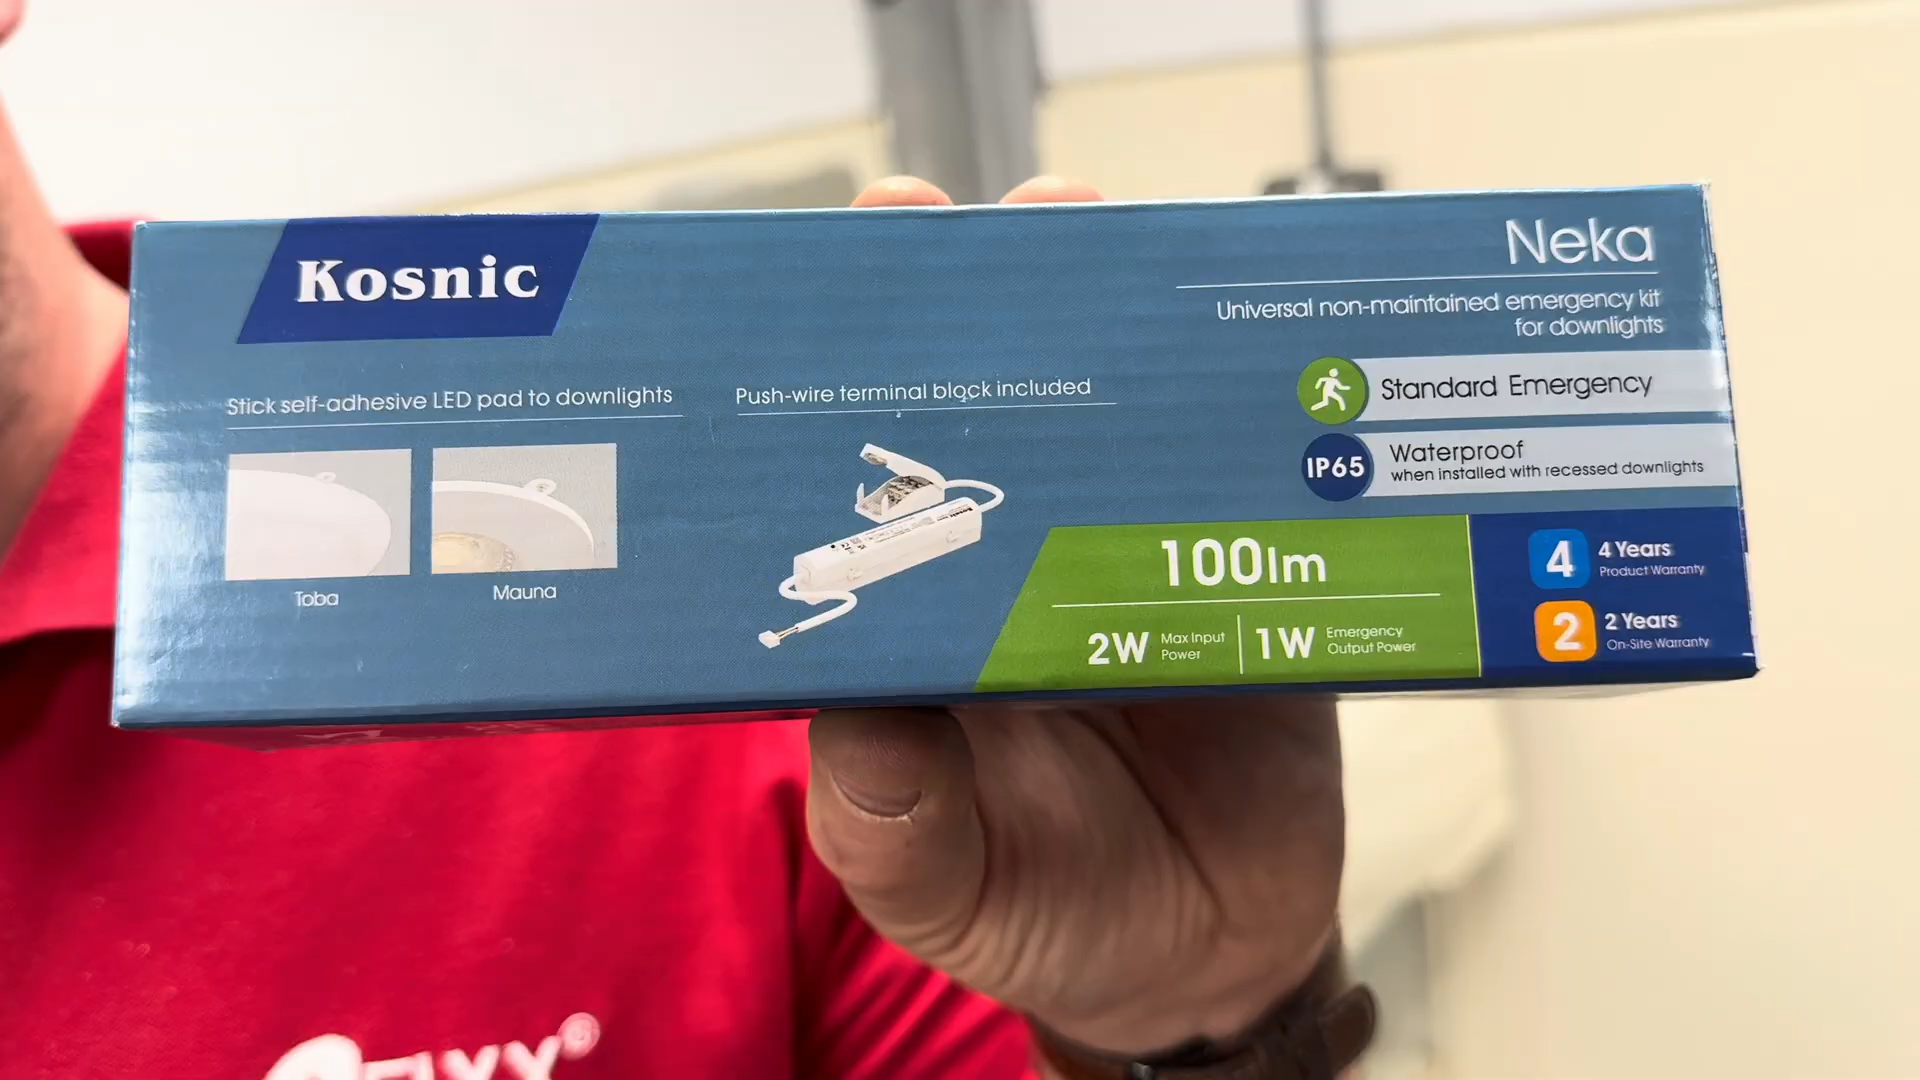 Kosnic
Neka
Universal non-maintained emergency kit
for downlights
Stick self-adhesive LED pad to downlights
Push-wire terminal block included
Standard Emergency
IP65
Waterproof
when installed with recessed downlights
Toba
Mauna
100lm
2W Max Input Power
1W Emergency Output Power
4
4 Years
Product Warranty
2
2 Years
On-Site Warranty